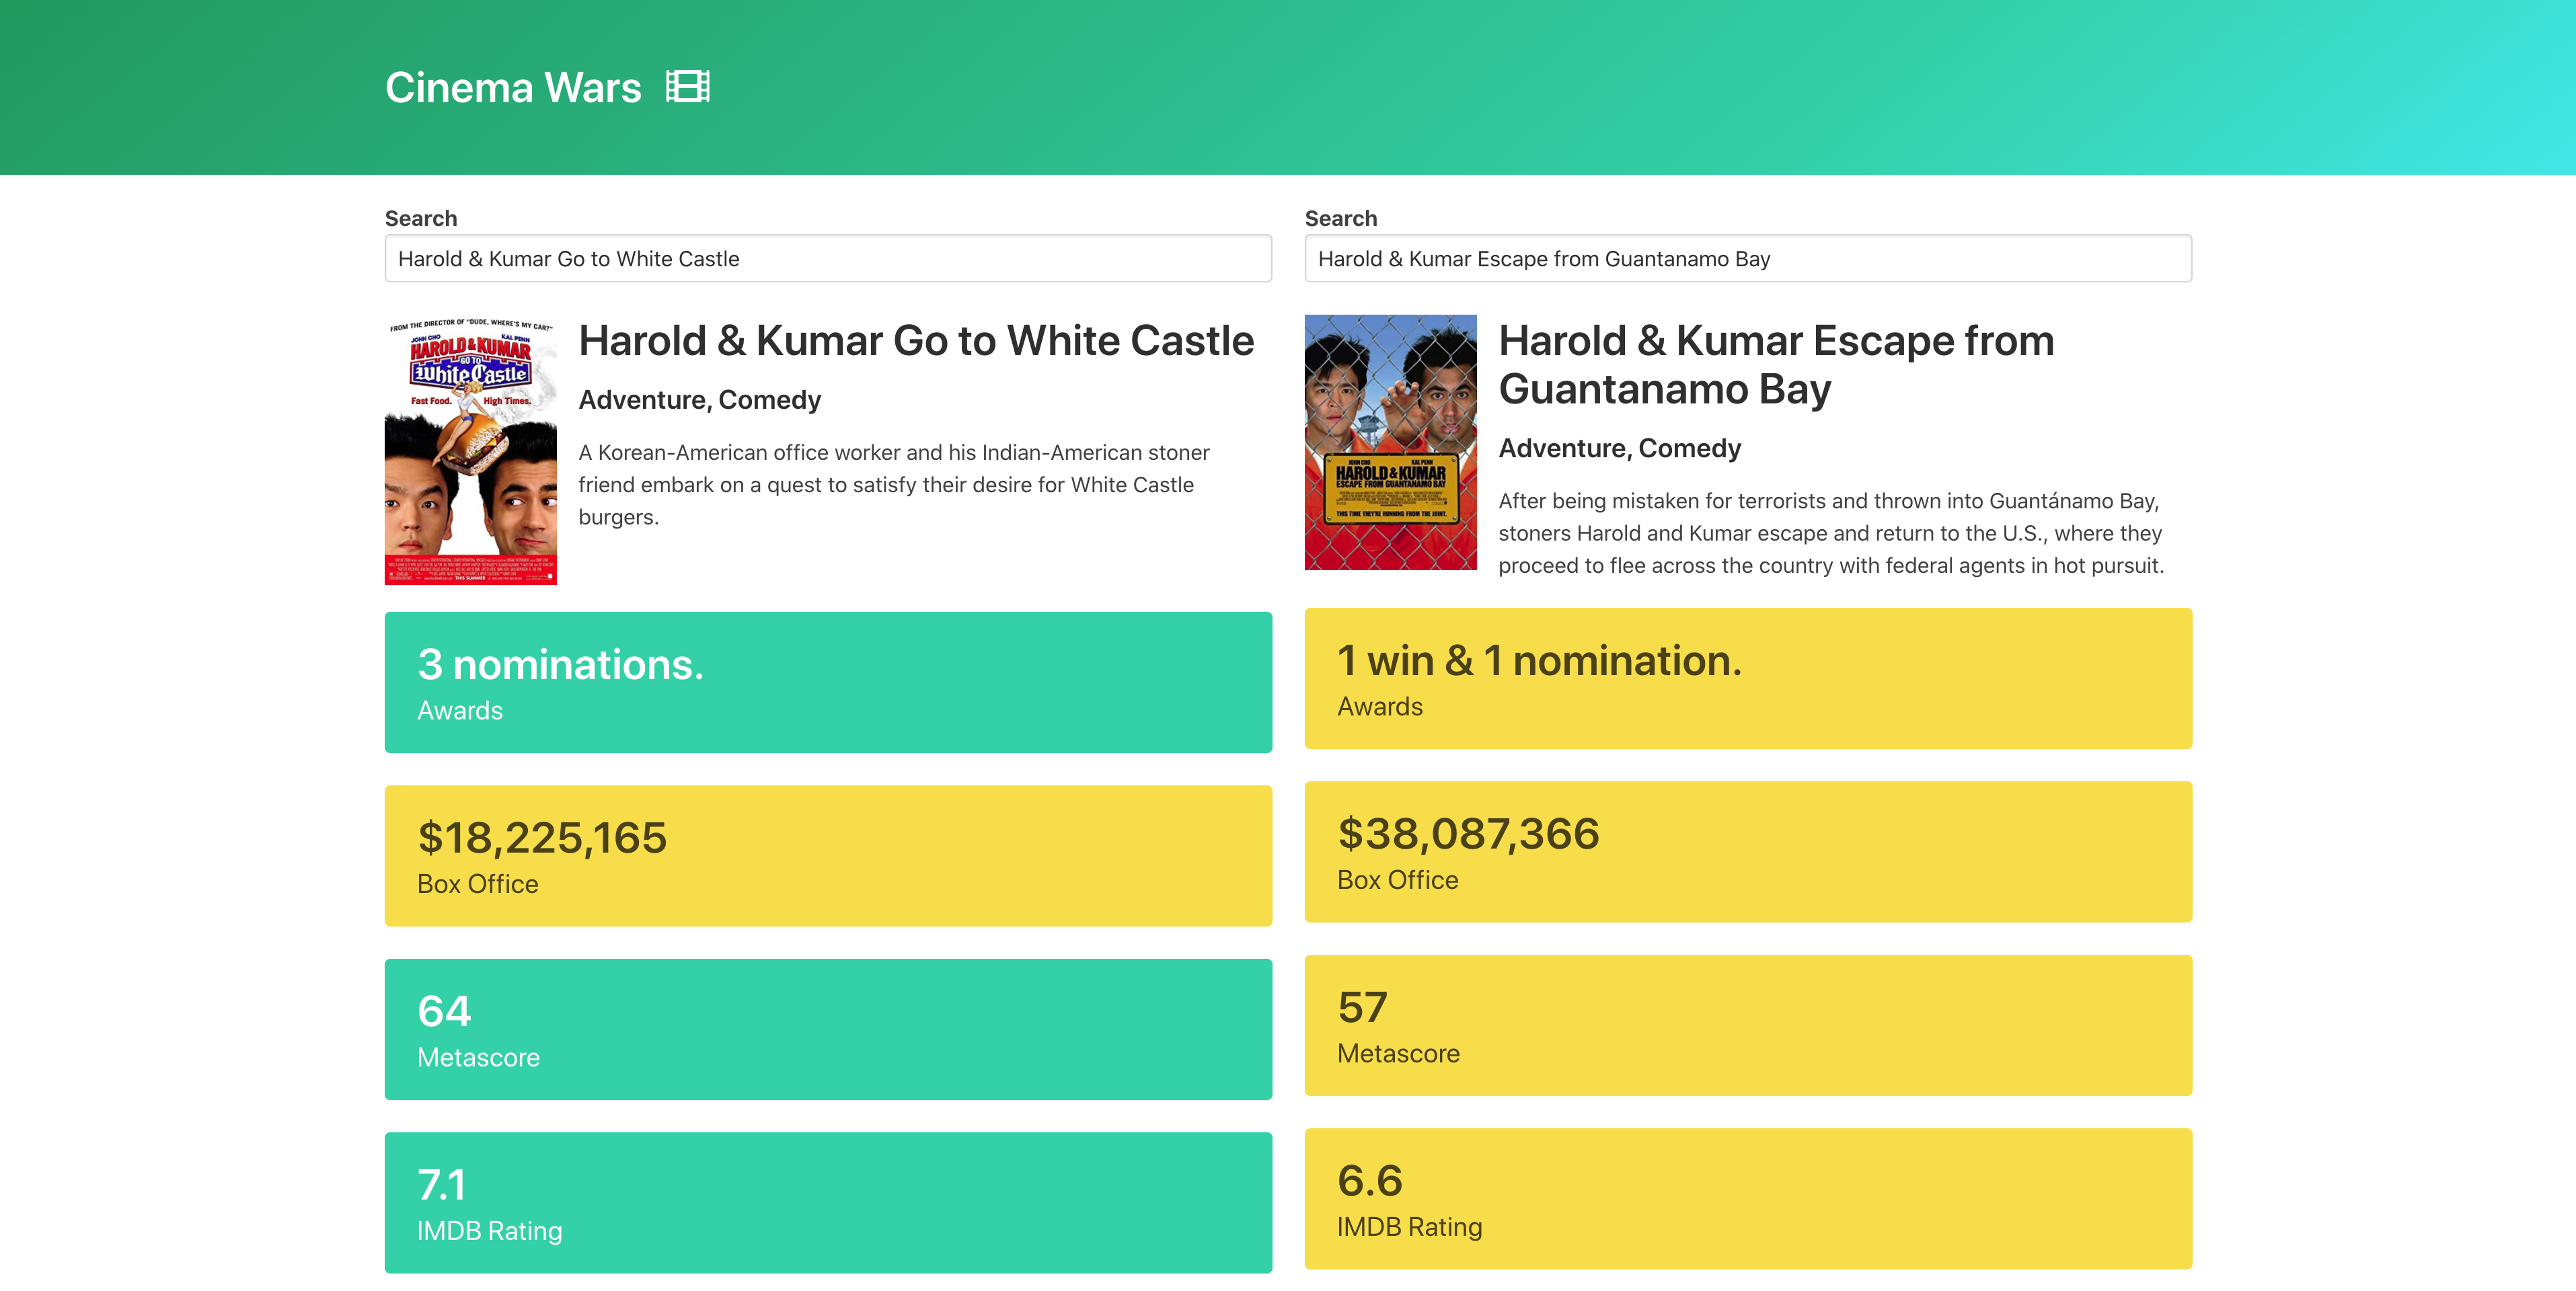 Cinema Wars
Search
Harold & Kumar Go to White Castle
FROM THE DIRECTOR OF "DUDE, WHERE'S MY CAR?"
JOHN CHO KAL PENN
HAROLD & KUMAR
GO TO
White Castle
Fast Food. High Times.
THIS SUMMER
Harold & Kumar Go to White Castle
Adventure, Comedy
A Korean-American office worker and his Indian-American stoner
friend embark on a quest to satisfy their desire for White Castle
burgers.
3 nominations.
Awards
$18,225,165
Box Office
64
Metascore
7.1
IMDB Rating
Search
Harold & Kumar Escape from Guantanamo Bay
JOHN CHO KAL PENN
HAROLD & KUMAR
ESCAPE FROM GUANTANAMO BAY
THIS TIME THEY'RE RUNNING FROM THE JOINT.
Harold & Kumar Escape from
Guantanamo Bay
Adventure, Comedy
After being mistaken for terrorists and thrown into Guantánamo Bay,
stoners Harold and Kumar escape and return to the U.S., where they
proceed to flee across the country with federal agents in hot pursuit.
1 win & 1 nomination.
Awards
$38,087,366
Box Office
57
Metascore
6.6
IMDB Rating